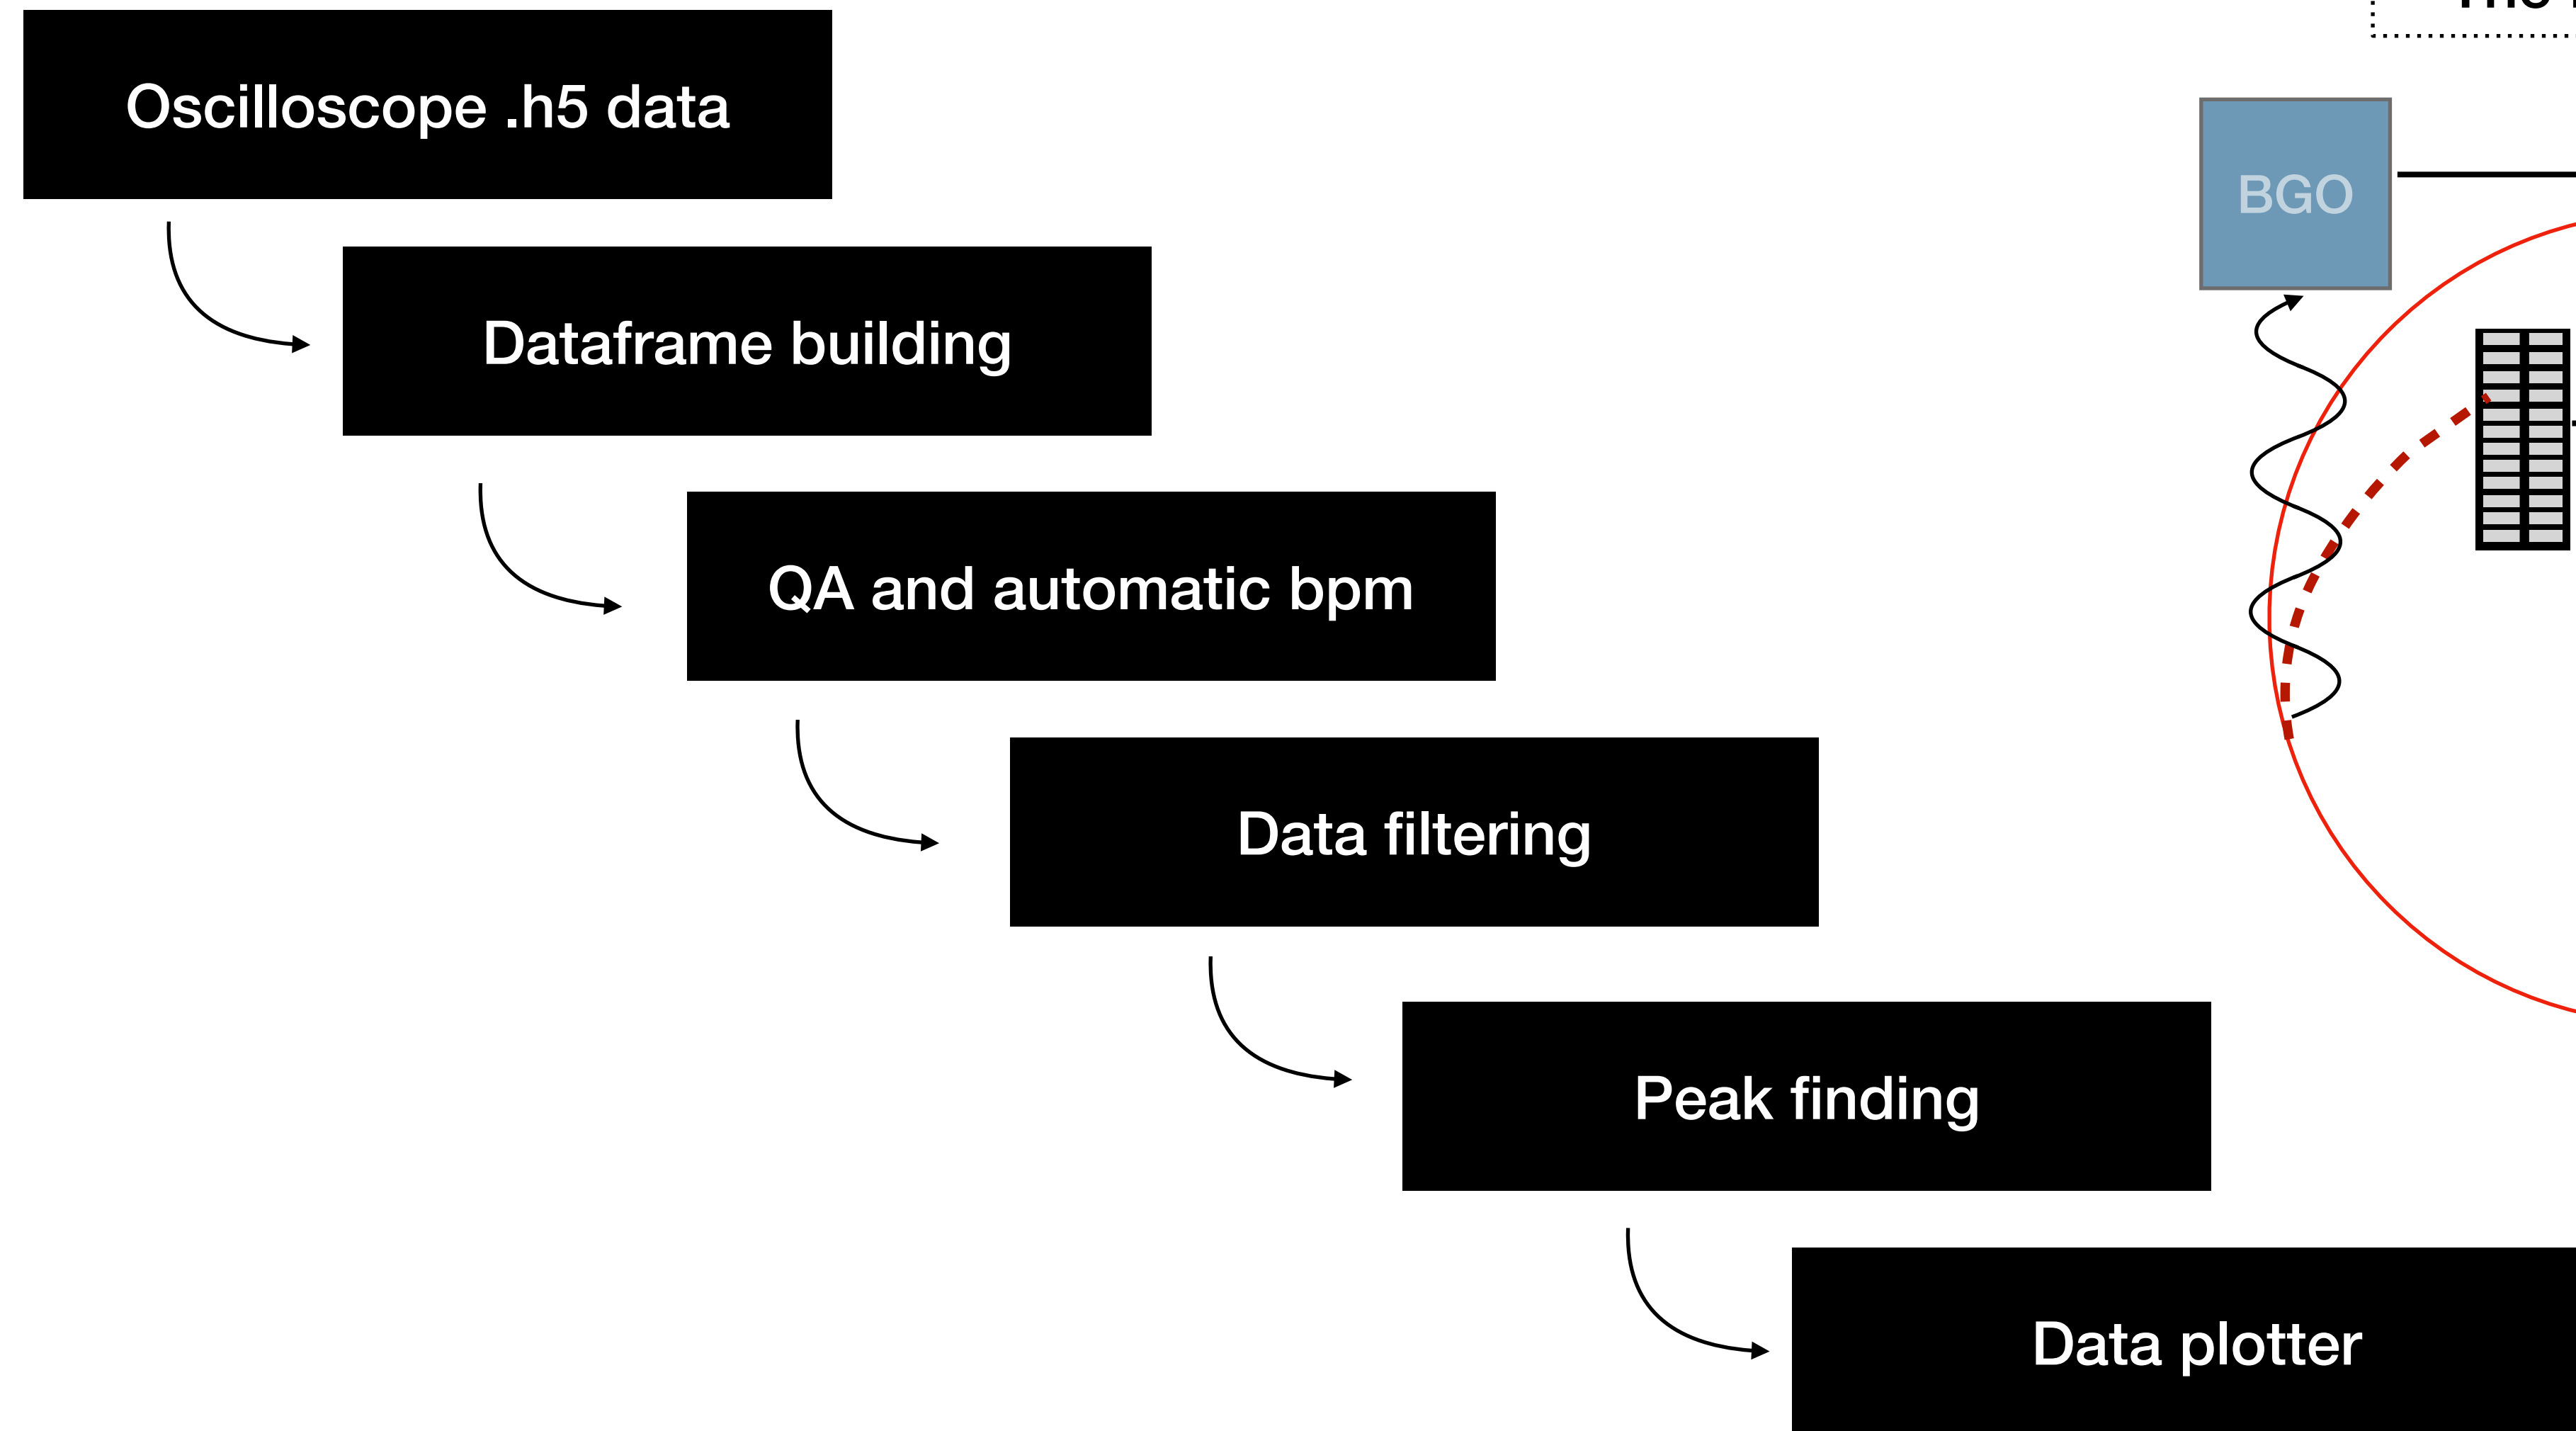 Oscilloscope .h5 data
BGO
Dataframe building
QA and automatic bpm
Data filtering
Peak finding
Data plotter